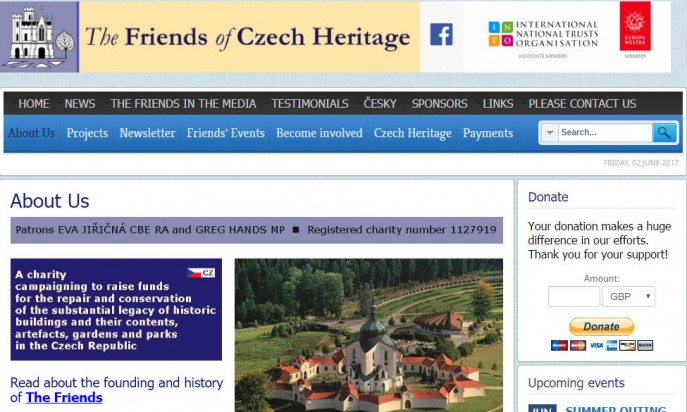 The Friends of Czech Heritage
INTERNATIONAL
NATIONAL TRUSTS
ORGANISATION
ASSOCIATE MEMBER
EUROPA
NOSTRA
MEMBER
HOME NEWS THE FRIENDS IN THE MEDIA TESTIMONIALS ČESKY SPONSORS LINKS PLEASE CONTACT US
About Us Projects Newsletter Friends' Events Become involved Czech Heritage Payments Search...
FRIDAY, 02 JUNE 2017
About Us
Patrons EVA JIŘIČNÁ CBE RA and GREG HANDS MP ■ Registered charity number 1127919
CZ
A charity
campaigning to raise funds
for the repair and conservation
of the substantial legacy of historic
buildings and their contents,
artefacts, gardens and parks
in the Czech Republic
Read about the founding and history
of The Friends
Donate
Your donation makes a huge
difference in our efforts.
Thank you for your support!
Amount:
GBP
Donate
VISA
BANK
Upcoming events
JUN SUMMER OUTING